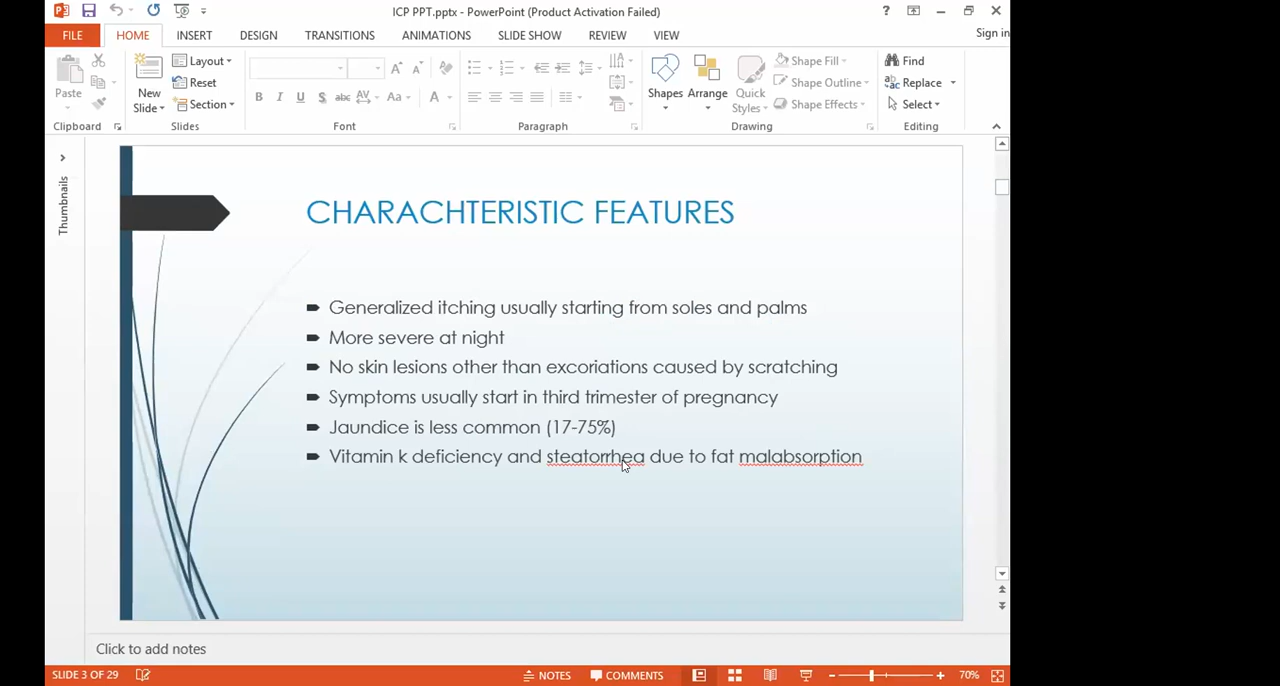 ICP PPT.pptx - PowerPoint (Product Activation Failed)
?
FILE HOME INSERT DESIGN TRANSITIONS ANIMATIONS SLIDE SHOW REVIEW VIEW Sign in
Paste
New Slide
Layout
Reset
Section
B I U S abc AV Aa A
Shapes Arrange Quick Styles
Shape Fill
Shape Outline
Shape Effects
Find
Replace
Select
Clipboard Slides Font Paragraph Drawing Editing
Thumbnails
CHARACHTERISTIC FEATURES
Generalized itching usually starting from soles and palms
More severe at night
No skin lesions other than excoriations caused by scratching
Symptoms usually start in third trimester of pregnancy
Jaundice is less common (17-75%)
Vitamin k deficiency and steatorrhea due to fat malabsorption
Click to add notes
SLIDE 3 OF 29 NOTES COMMENTS 70%